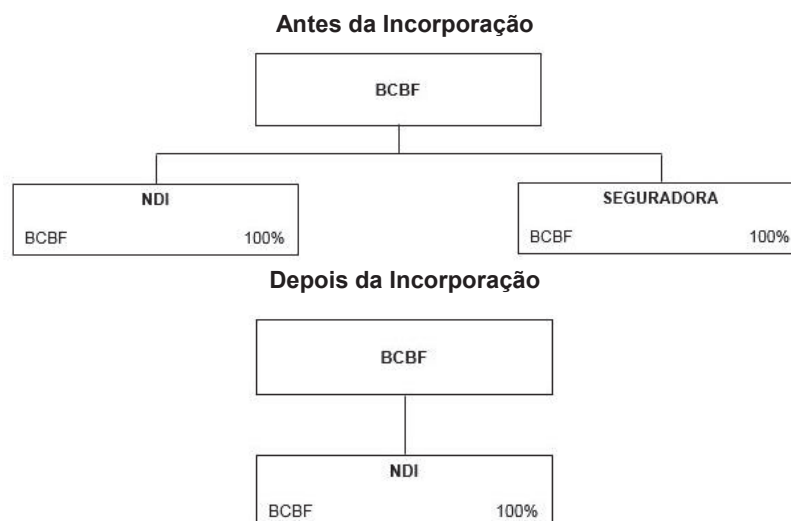 Antes da Incorporação
BCBF
NDI
BCBF 100%
SEGURADORA
BCBF 100%
Depois da Incorporação
BCBF
NDI
BCBF 100%